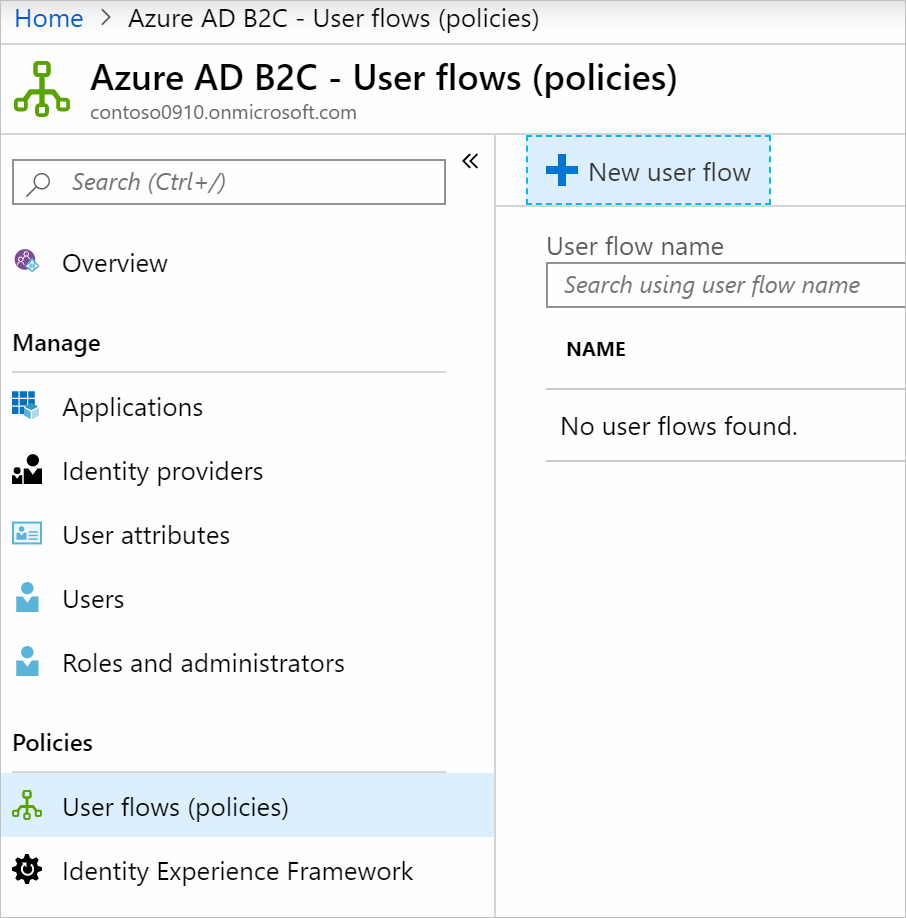 Home > Azure AD B2C - User flows (policies)
Azure AD B2C - User flows (policies)
contoso0910.onmicrosoft.com
Search (Ctrl+/)
Overview
Manage
Applications
Identity providers
User attributes
Users
Roles and administrators
Policies
User flows (policies)
Identity Experience Framework
New user flow
User flow name
Search using user flow name
NAME
No user flows found.